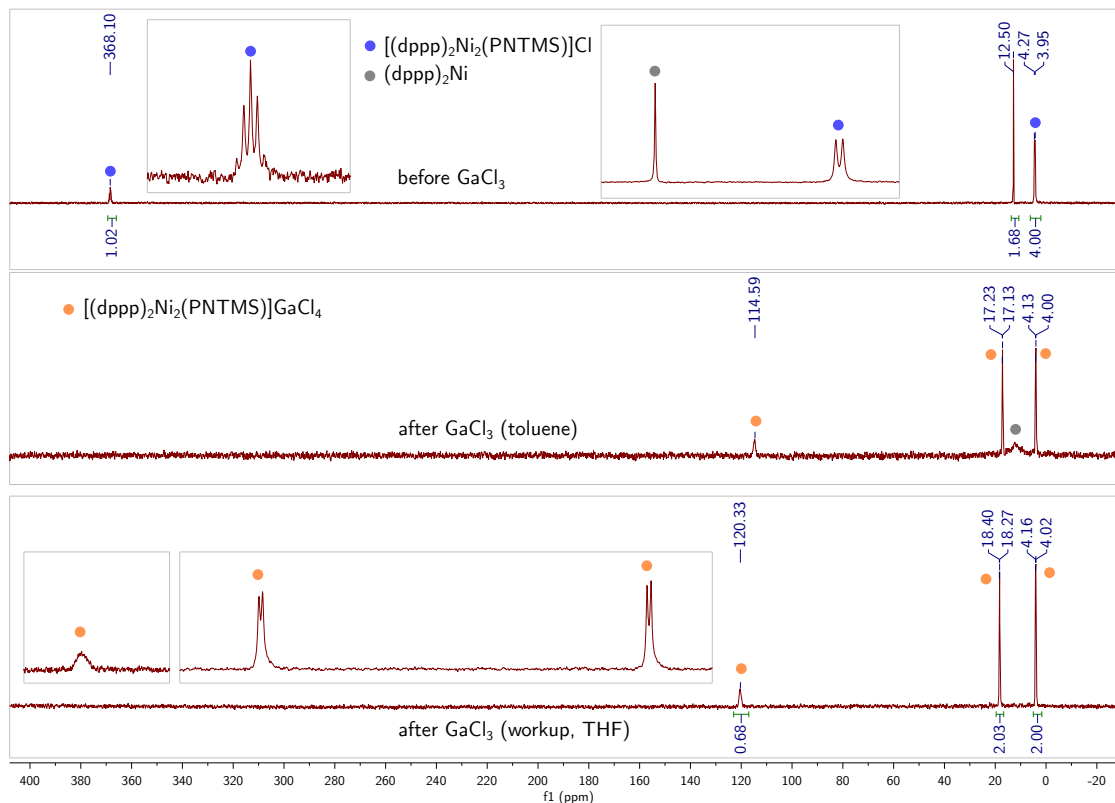 —368.10
12.50
4.27
3.95
[(dppp)₂Ni₂(PNTMS)]Cl
(dppp)₂Ni
before GaCl₃
1.02
1.68
4.00
[(dppp)₂Ni₂(PNTMS)]GaCl₄
—114.59
17.23
17.13
4.13
4.00
after GaCl₃ (toluene)
—120.33
18.40
18.27
4.16
4.02
after GaCl₃ (workup, THF)
0.68
2.03
2.00
400 380 360 340 320 300 280 260 240 220 200 180 160 140 120 100 80 60 40 20 0 -20
f1 (ppm)